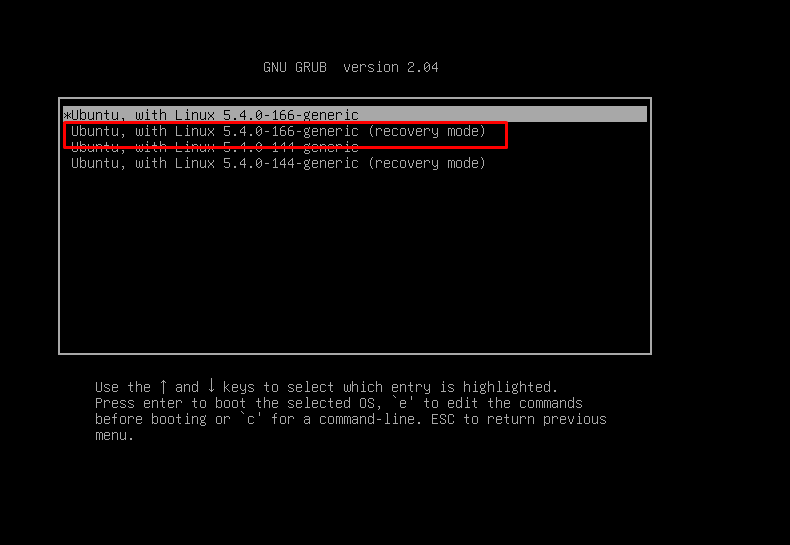 GNU GRUB  version 2.04
*Ubuntu, with Linux 5.4.0-166-generic
Ubuntu, with Linux 5.4.0-166-generic (recovery mode)
Ubuntu, with Linux 5.4.0-144-generic
Ubuntu, with Linux 5.4.0-144-generic (recovery mode)
Use the ↑ and ↓ keys to select which entry is highlighted.
Press enter to boot the selected OS, `e' to edit the commands
before booting or `c' for a command-line. ESC to return previous
menu.